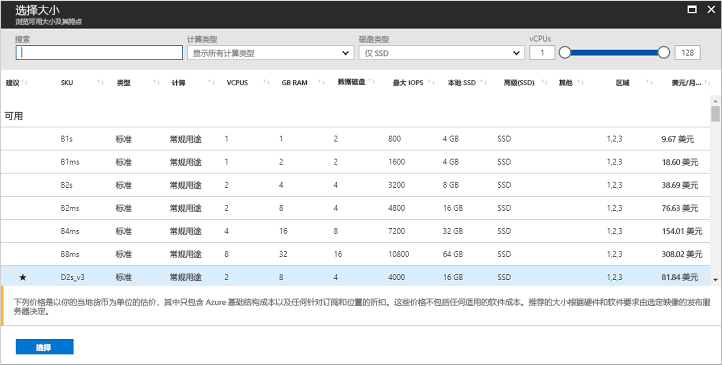 选择大小
浏览可用大小及其特点
搜索 计算类型 磁盘类型 vCPUs
显示所有计算类型 仅 SSD 1 128
建议 SKU 类型 计算 VCPUS GB RAM 数据磁盘 最大 IOPS 本地 SSD 高级(SSD) 其他 区域 美元/月...
可用
B1s 标准 常规用途 1 1 2 800 4 GB SSD 1,2,3 9.67 美元
B1ms 标准 常规用途 1 2 2 1600 4 GB SSD 1,2,3 18.60 美元
B2s 标准 常规用途 2 4 4 3200 8 GB SSD 1,2,3 38.69 美元
B2ms 标准 常规用途 2 8 4 4800 16 GB SSD 1,2,3 76.63 美元
B4ms 标准 常规用途 4 16 8 7200 32 GB SSD 1,2,3 154.01 美元
B8ms 标准 常规用途 8 32 16 10800 64 GB SSD 1,2,3 308.02 美元
★ D2s_v3 标准 常规用途 2 8 4 4000 16 GB SSD 1,2,3 81.84 美元
下列价格是以你的当地货币为单位的估价，其中只包含 Azure 基础结构成本以及任何针对订阅和位置的折扣。这些价格不包括任何适用的软件成本。推荐的大小根据硬件和软件要求由选定映像的发布
服务器决定。
选择